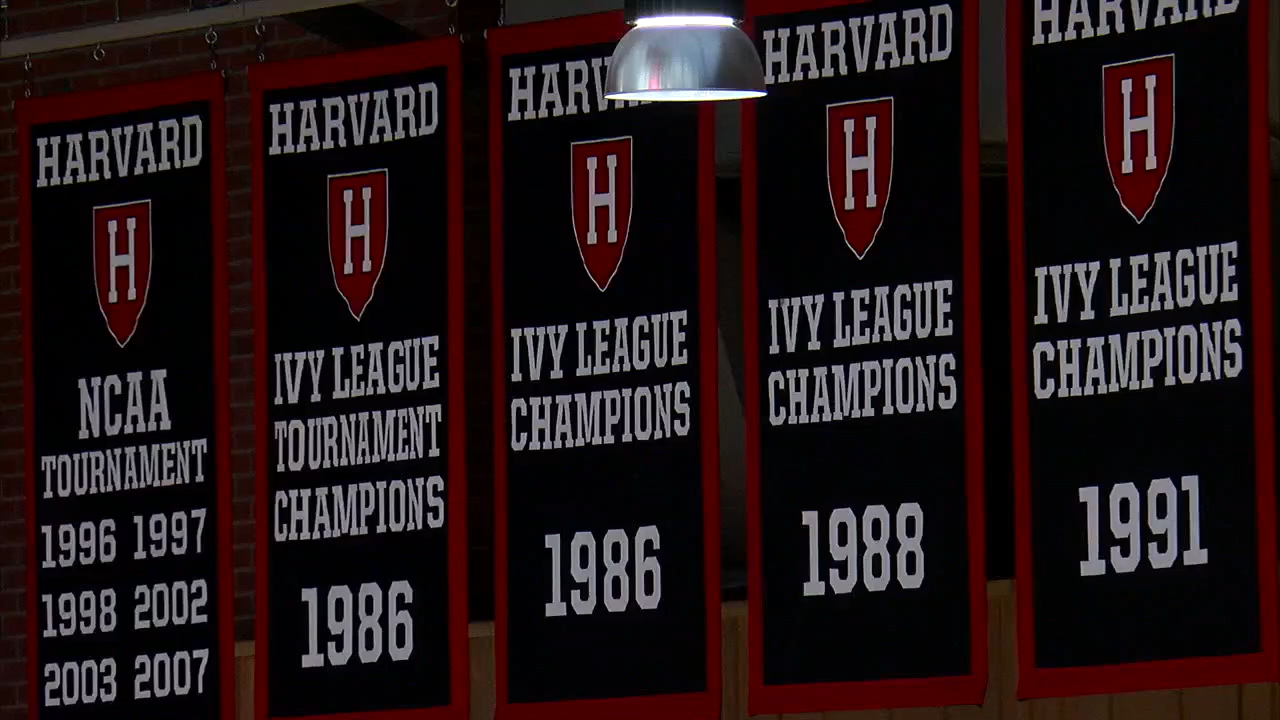 HARVARD
H
NCAA
TOURNAMENT
1996 1997
1998 2002
2003 2007
HARVARD
H
IVY LEAGUE
TOURNAMENT
CHAMPIONS
1986
HARV
H
IVY LEAGUE
CHAMPIONS
1986
HARVARD
H
IVY LEAGUE
CHAMPIONS
1988
HARVARD
H
IVY LEAGUE
CHAMPIONS
1991